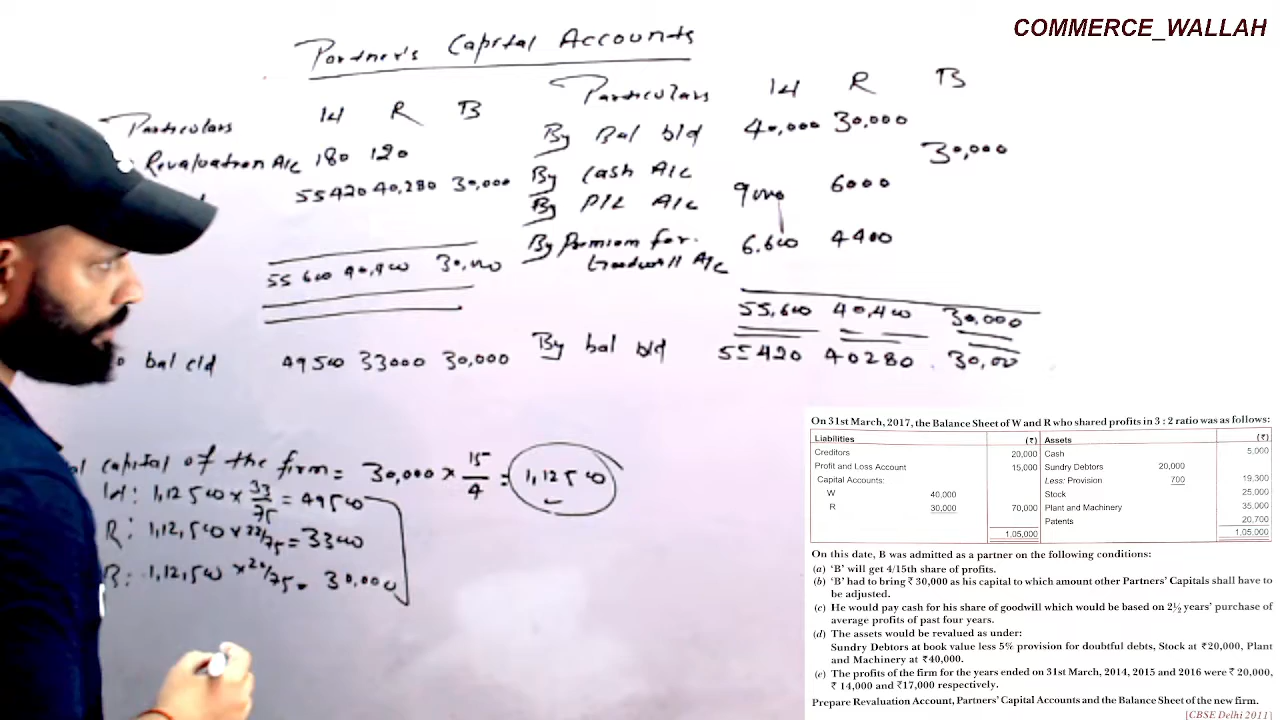 COMMERCE_WALLAH
Partner's Capital Accounts
Particulars W R B Particulars W R B
Revaluation A/c 180 120 By Bal b/d 40,000 30,000
55420 40,280 30,000 By Cash A/c 30,000
By P/L A/c 9000 6000
By Premium for Goodwill A/c 6,600 4400
55 600 40,400 30,000 55,600 40,400 30,000
bal c/d 49500 33000 30,000 By bal b/d 55420 40280 30,00
capital of the firm = 30,000 × 15/4 = 1,12500
W: 1,12500 × 33/75 = 49500
R: 1,12,500 × 22/75 = 33000
B: 1,12,500 × 20/75 = 30,000
On 31st March, 2017, the Balance Sheet of W and R who shared profits in 3 : 2 ratio was as follows:
Liabilities (₹) Assets (₹)
Creditors 20,000 Cash 5,000
Profit and Loss Account 15,000 Sundry Debtors 20,000
Capital Accounts: Less: Provision 700 19,300
W 40,000 Stock 25,000
R 30,000 70,000 Plant and Machinery 35,000
Patents 20,700
1,05,000 1,05,000
On this date, B was admitted as a partner on the following conditions:
(a) 'B' will get 4/15th share of profits.
(b) 'B' had to bring ₹ 30,000 as his capital to which amount other Partners' Capitals shall have to
be adjusted.
(c) He would pay cash for his share of goodwill which would be based on 2½ years' purchase of
average profits of past four years.
(d) The assets would be revalued as under:
Sundry Debtors at book value less 5% provision for doubtful debts, Stock at ₹20,000, Plant
and Machinery at ₹40,000.
(e) The profits of the firm for the years ended on 31st March, 2014, 2015 and 2016 were ₹ 20,000,
₹ 14,000 and ₹17,000 respectively.
Prepare Revaluation Account, Partners' Capital Accounts and the Balance Sheet of the new firm.
[CBSE Delhi 2011]